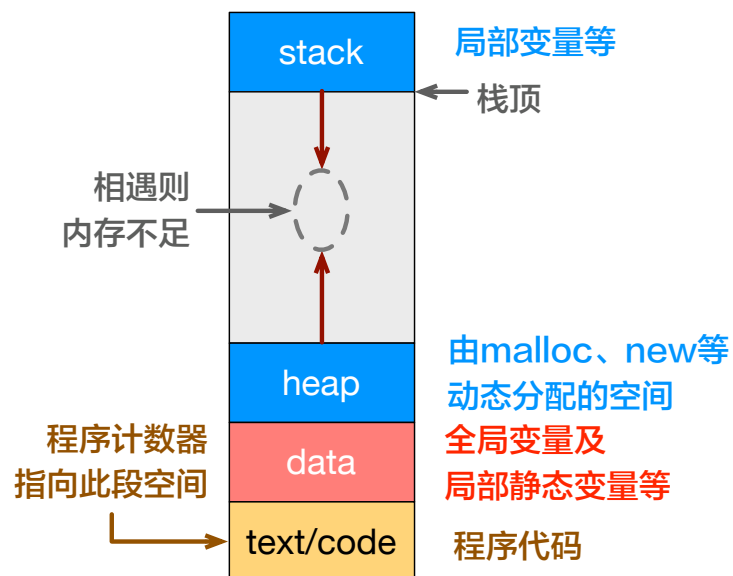 stack
局部变量等
栈顶
相遇则
内存不足
heap
由malloc、new等
动态分配的空间
程序计数器
指向此段空间
data
全局变量及
局部静态变量等
text/code
程序代码